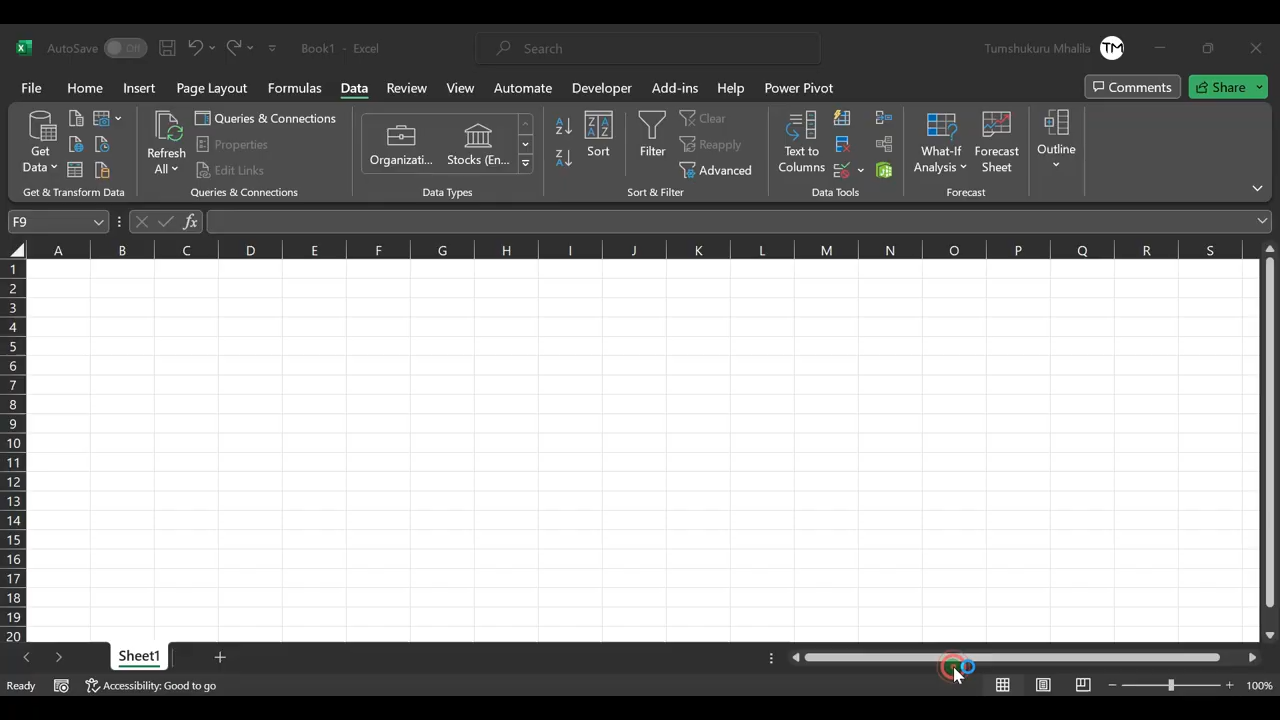 AutoSave Off Book1 - Excel Search Tumshukuru Mhalila TM
File Home Insert Page Layout Formulas Data Review View Automate Developer Add-ins Help Power Pivot Comments Share
Get Data
Get & Transform Data
Refresh All
Queries & Connections
Properties
Edit Links
Queries & Connections
Organizati... Stocks (En...
Data Types
Sort
Filter
Clear
Reapply
Advanced
Sort & Filter
Text to Columns
Data Tools
What-If Analysis
Forecast Sheet
Forecast
Outline
F9 fx
A B C D E F G H I J K L M N O P Q R S
1
2
3
4
5
6
7
8
9
10
11
12
13
14
15
16
17
18
19
20
Sheet1
Ready Accessibility: Good to go 100%